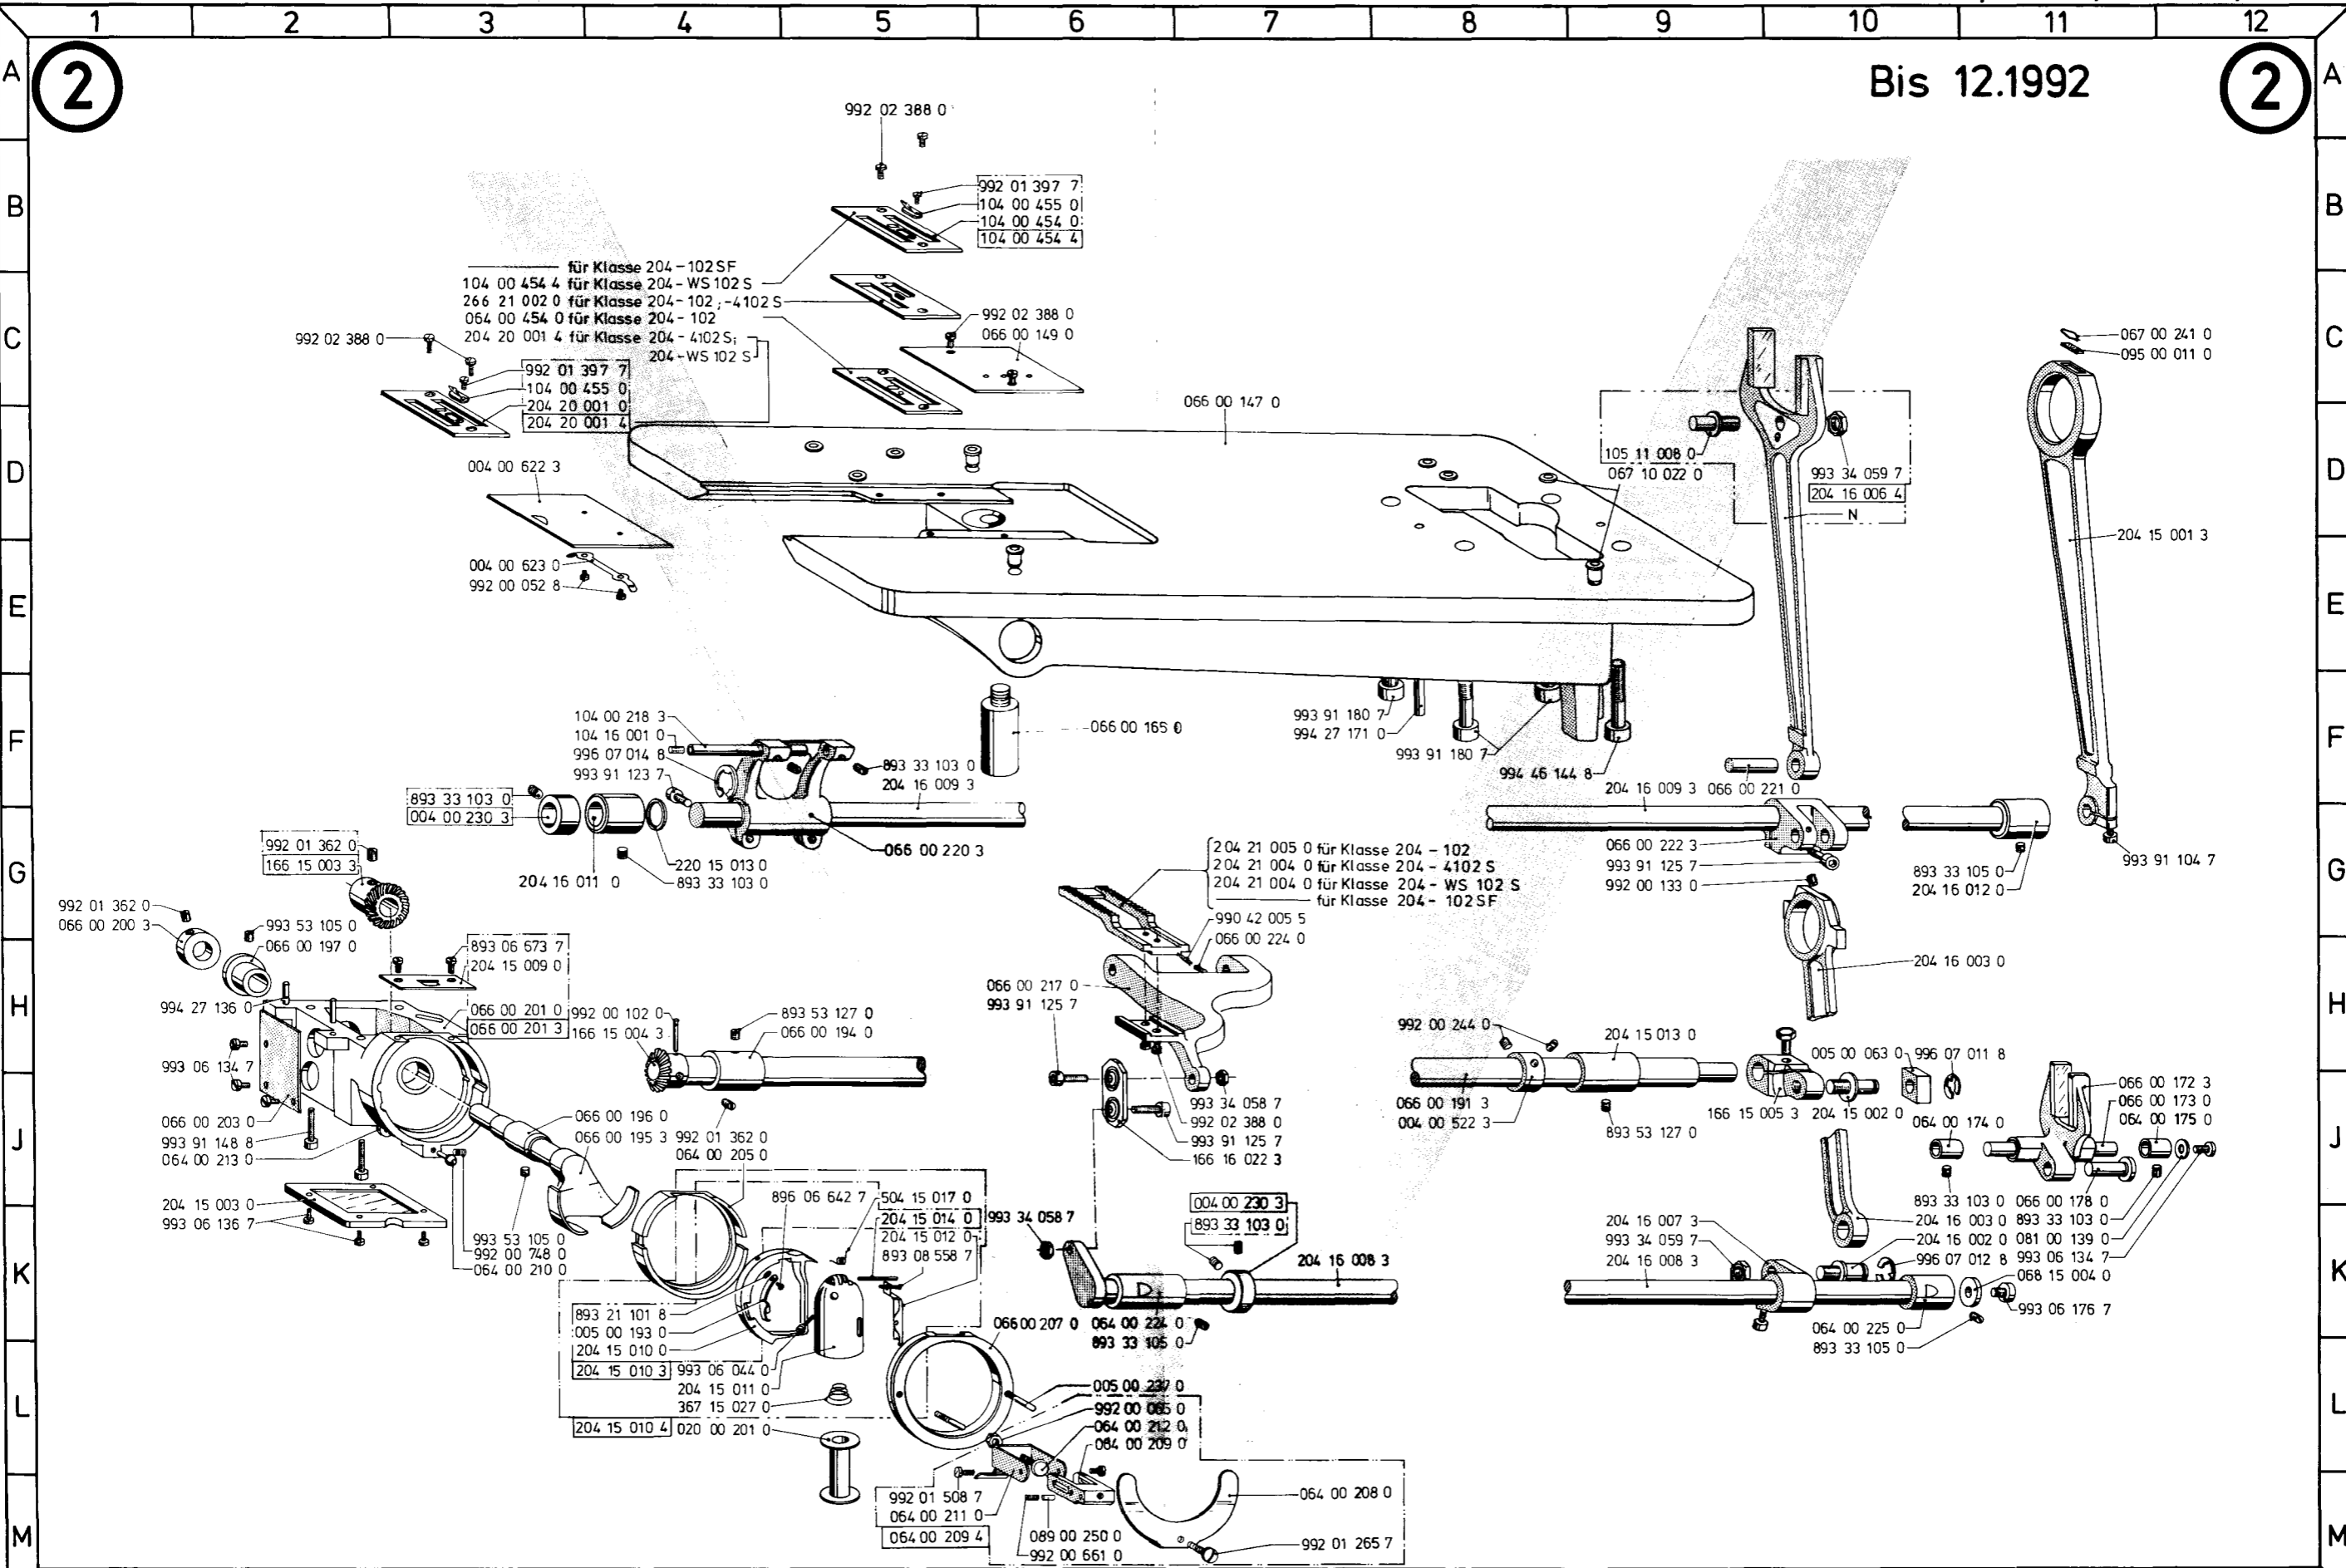 1 2 3 4 5 6 7 8 9 10 11 12
A
B
C
D
E
F
G
H
J
K
L
M
A
B
C
D
E
F
G
H
J
K
L
M
2
Bis 12.1992
2
992 02 388 0
992 01 397 7
104 00 455 0
104 00 454 0
104 00 454 4
für Klasse 204-102 SF
104 00 454 4 für Klasse 204-WS 102 S
266 21 002 0 für Klasse 204-102;-4102 S
064 00 454 0 für Klasse 204-102
204 20 001 4 für Klasse 204-4102 S;
204-WS 102 S
992 02 388 0
066 00 149 0
992 02 388 0
992 01 397 7
104 00 455 0
204 20 001 0
204 20 001 4
066 00 147 0
067 00 241 0
095 00 011 0
105 11 008 0
067 10 022 0
993 34 059 7
204 16 006 4
N
204 15 001 3
004 00 622 3
004 00 623 0
992 00 052 8
104 00 218 3
104 16 001 0
996 07 014 8
993 91 123 7
893 33 103 0
004 00 230 3
893 33 103 0
204 16 009 3
066 00 165 0
993 91 180 7
994 27 171 0
993 91 180 7
994 46 144 8
204 16 009 3
066 00 221 0
066 00 220 3
220 15 013 0
893 33 103 0
204 16 011 0
992 01 362 0
166 15 003 3
992 01 362 0
066 00 200 3
993 53 105 0
066 00 197 0
204 21 005 0 für Klasse 204 - 102
204 21 004 0 für Klasse 204 - 4102 S
204 21 004 0 für Klasse 204 - WS 102 S
für Klasse 204 - 102 SF
990 42 005 5
066 00 224 0
066 00 222 3
993 91 125 7
992 00 133 0
893 33 105 0
204 16 012 0
993 91 104 7
893 06 673 7
204 15 009 0
066 00 201 0
066 00 201 3
994 27 136 0
993 06 134 7
992 00 102 0
166 15 004 3
893 53 127 0
066 00 194 0
066 00 217 0
993 91 125 7
204 16 003 0
992 00 244 0
204 15 013 0
005 00 063 0
996 07 011 8
066 00 203 0
993 91 148 8
064 00 213 0
066 00 196 0
066 00 195 3
992 01 362 0
064 00 205 0
993 34 058 7
992 02 388 0
993 91 125 7
166 16 022 3
066 00 191 3
004 00 522 3
893 53 127 0
166 15 005 3
204 15 002 0
064 00 174 0
066 00 172 3
066 00 173 0
064 00 175 0
204 15 003 0
993 06 136 7
993 53 105 0
992 00 748 0
064 00 210 0
896 06 642 7
504 15 017 0
204 15 014 0
204 15 012 0
893 08 558 7
993 34 058 7
004 00 230 3
893 33 103 0
204 16 008 3
204 16 007 3
993 34 059 7
204 16 008 3
893 33 103 0
066 00 178 0
204 16 003 0
893 33 103 0
204 16 002 0
081 00 139 0
996 07 012 8
993 06 134 7
068 15 004 0
993 06 176 7
064 00 225 0
893 33 105 0
893 21 101 8
005 00 193 0
204 15 010 0
204 15 010 3
993 06 044 0
204 15 011 0
367 15 027 0
204 15 010 4
020 00 201 0
066 00 207 0
064 00 224 0
893 33 105 0
005 00 237 0
992 00 065 0
064 00 212 0
064 00 209 0
992 01 508 7
064 00 211 0
064 00 209 4
089 00 250 0
992 00 661 0
064 00 208 0
992 01 265 7